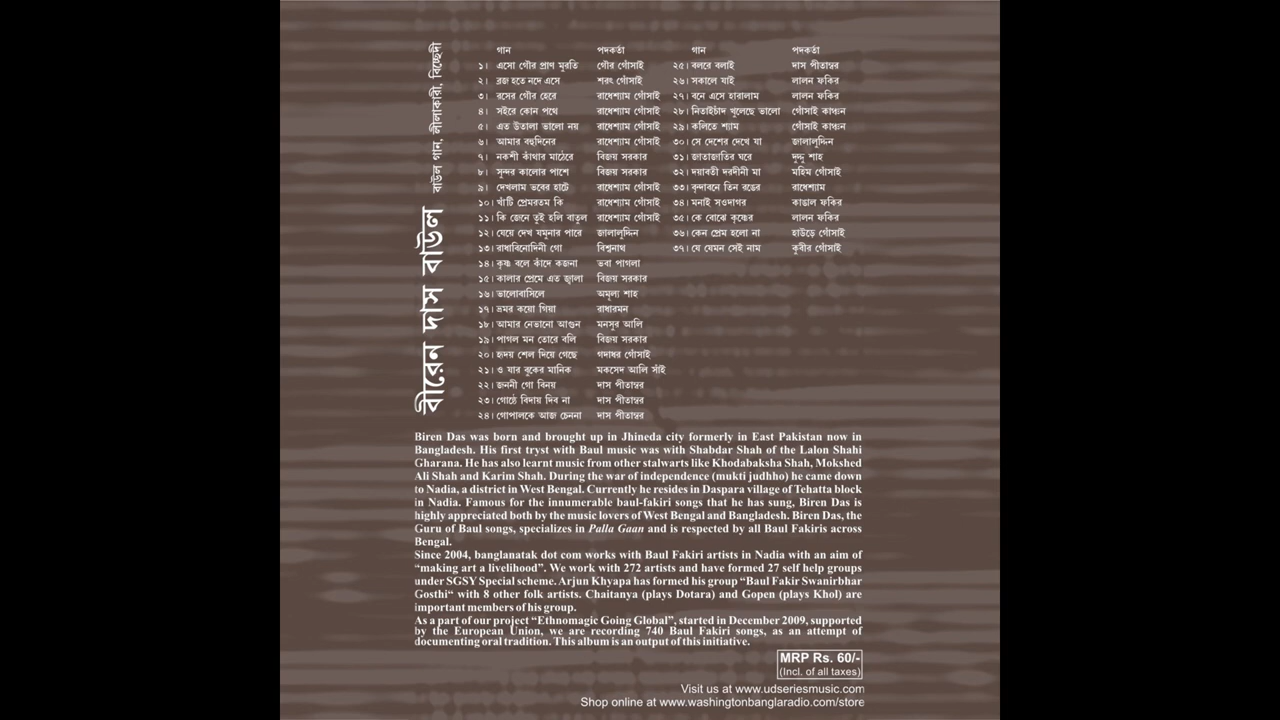 বীরেন দাস বাউল বাউল গান, লীলাকারী, বিচ্ছেদী
গান পদকর্তা
১। এসো গৌর প্রাণ মুরতি গৌর গোঁসাই
২। ব্রজ হতে নদে এসে শরৎ গোঁসাই
৩। রসের গৌর হেরে রাধেশ্যাম গোঁসাই
৪। সইরে কোন পথে রাধেশ্যাম গোঁসাই
৫। এত উতালা ভালো নয় রাধেশ্যাম গোঁসাই
৬। আমার বহুদিনের রাধেশ্যাম গোঁসাই
৭। নকশী কাঁথার মাঠেরে বিজয় সরকার
৮। সুন্দর কালোর পাশে বিজয় সরকার
৯। দেখলাম ভবের হাটে রাধেশ্যাম গোঁসাই
১০। খাঁটি প্রেমরতম কি রাধেশ্যাম গোঁসাই
১১। কি জেনে তুই হলি বাতুল রাধেশ্যাম গোঁসাই
১২। যেয়ে দেখ যমুনার পারে জালালুদ্দিন
১৩। রাধাবিনোদিনী গো বিশ্বনাথ
১৪। কৃষ্ণ বলে কাঁদে কজনা ভবা পাগলা
১৫। কালার প্রেমে এত জ্বালা বিজয় সরকার
১৬। ভালোবাসিলে অমূল্য শাহ
১৭। ভ্রমর কয়ো গিয়া রাধারমন
১৮। আমার নেভানো আগুন মনসুর আলি
১৯। পাগল মন তোরে বলি বিজয় সরকার
২০। হৃদয় শেল দিয়ে গেছে গদাধর গোঁসাই
২১। ও যার বুকের মানিক মকসেদ আলি সাঁই
২২। জননী গো বিনয় দাস পীতাম্বর
২৩। গোষ্ঠে বিদায় দিব না দাস পীতাম্বর
২৪। গোপালকে আজ চেননা দাস পীতাম্বর
গান পদকর্তা
২৫। বলরে বলাই দাস পীতাম্বর
২৬। সকালে যাই লালন ফকির
২৭। বনে এসে হারালাম লালন ফকির
২৮। নিতাইচাঁদ খুলেছে ভালো গোঁসাই কাঞ্চন
২৯। কলিতে শ্যাম গোঁসাই কাঞ্চন
৩০। সে দেশের দেখে যা জালালুদ্দিন
৩১। জাতাজাতির ঘরে দুদ্দু শাহ
৩২। দয়াবতী দরদীনী মা মহিম গোঁসাই
৩৩। বৃন্দাবনে তিন রঙের রাধেশ্যাম
৩৪। মনাই সওদাগর কাঙাল ফকির
৩৫। কে বোঝে কৃষ্ণের লালন ফকির
৩৬। কেন প্রেম হলো না হাউড়ে গোঁসাই
৩৭। যে যেমন সেই নাম কুবীর গোঁসাই
Biren Das was born and brought up in Jhineda city formerly in East Pakistan now in
Bangladesh. His first tryst with Baul music was with Shabdar Shah of the Lalon Shahi
Gharana. He has also learnt music from other stalwarts like Khodabaksha Shah, Mokshed
Ali Shah and Karim Shah. During the war of independence (mukti judhho) he came down
to Nadia, a district in West Bengal. Currently he resides in Daspara village of Tehatta block
in Nadia. Famous for the innumerable baul-fakiri songs that he has sung, Biren Das is
highly appreciated both by the music lovers of West Bengal and Bangladesh. Biren Das, the
Guru of Baul songs, specializes in Palla Gaan and is respected by all Baul Fakiris across
Bengal.
Since 2004, banglanatak dot com works with Baul Fakiri artists in Nadia with an aim of
“making art a livelihood”. We work with 272 artists and have formed 27 self help groups
under SGSY Special scheme. Arjun Khyapa has formed his group “Baul Fakir Swanirbhar
Gosthi“ with 8 other folk artists. Chaitanya (plays Dotara) and Gopen (plays Khol) are
important members of his group.
As a part of our project “Ethnomagic Going Global”, started in December 2009, supported
by the European Union, we are recording 740 Baul Fakiri songs, as an attempt of
documenting oral tradition. This album is an output of this initiative.
MRP Rs. 60/-
(Incl. of all taxes)
Visit us at www.udseriesmusic.com
Shop online at www.washingtonbanglaradio.com/store